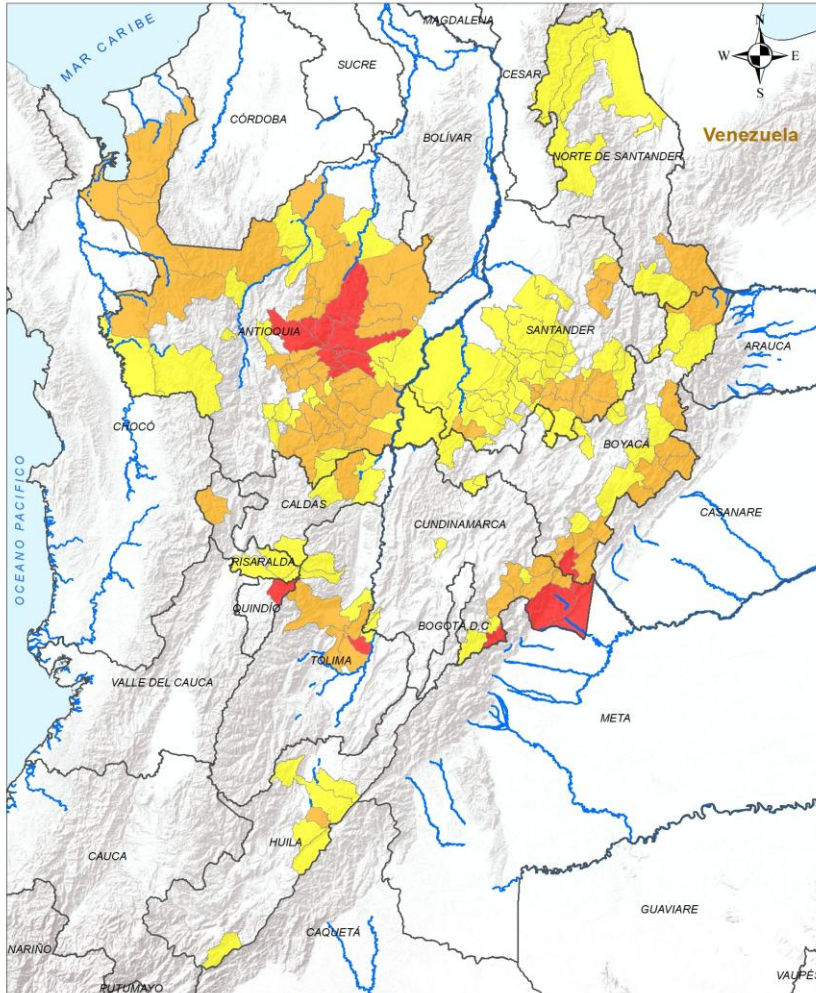 MAGDALENA
N
MAR CARIBE
SUCRE
CESAR
W
E
S
CÓRDOBA
BOLÍVAR
Venezuela
NORTE DE SANTANDER
ANTIOQUIA
SANTANDER
ARAUCA
CHOCÓ
BOYACÁ
OCEANO PACIFICO
CALDAS
CUNDINAMARCA
CASANARE
RISARALDA
QUINDÍO
BOGOTÁ D.C
TOLIMA
VALLE DEL CAUCA
META
HUILA
CAUCA
GUAVIARE
CAQUETÁ
NARIÑO
PUTUMAYO
VAUPÉS